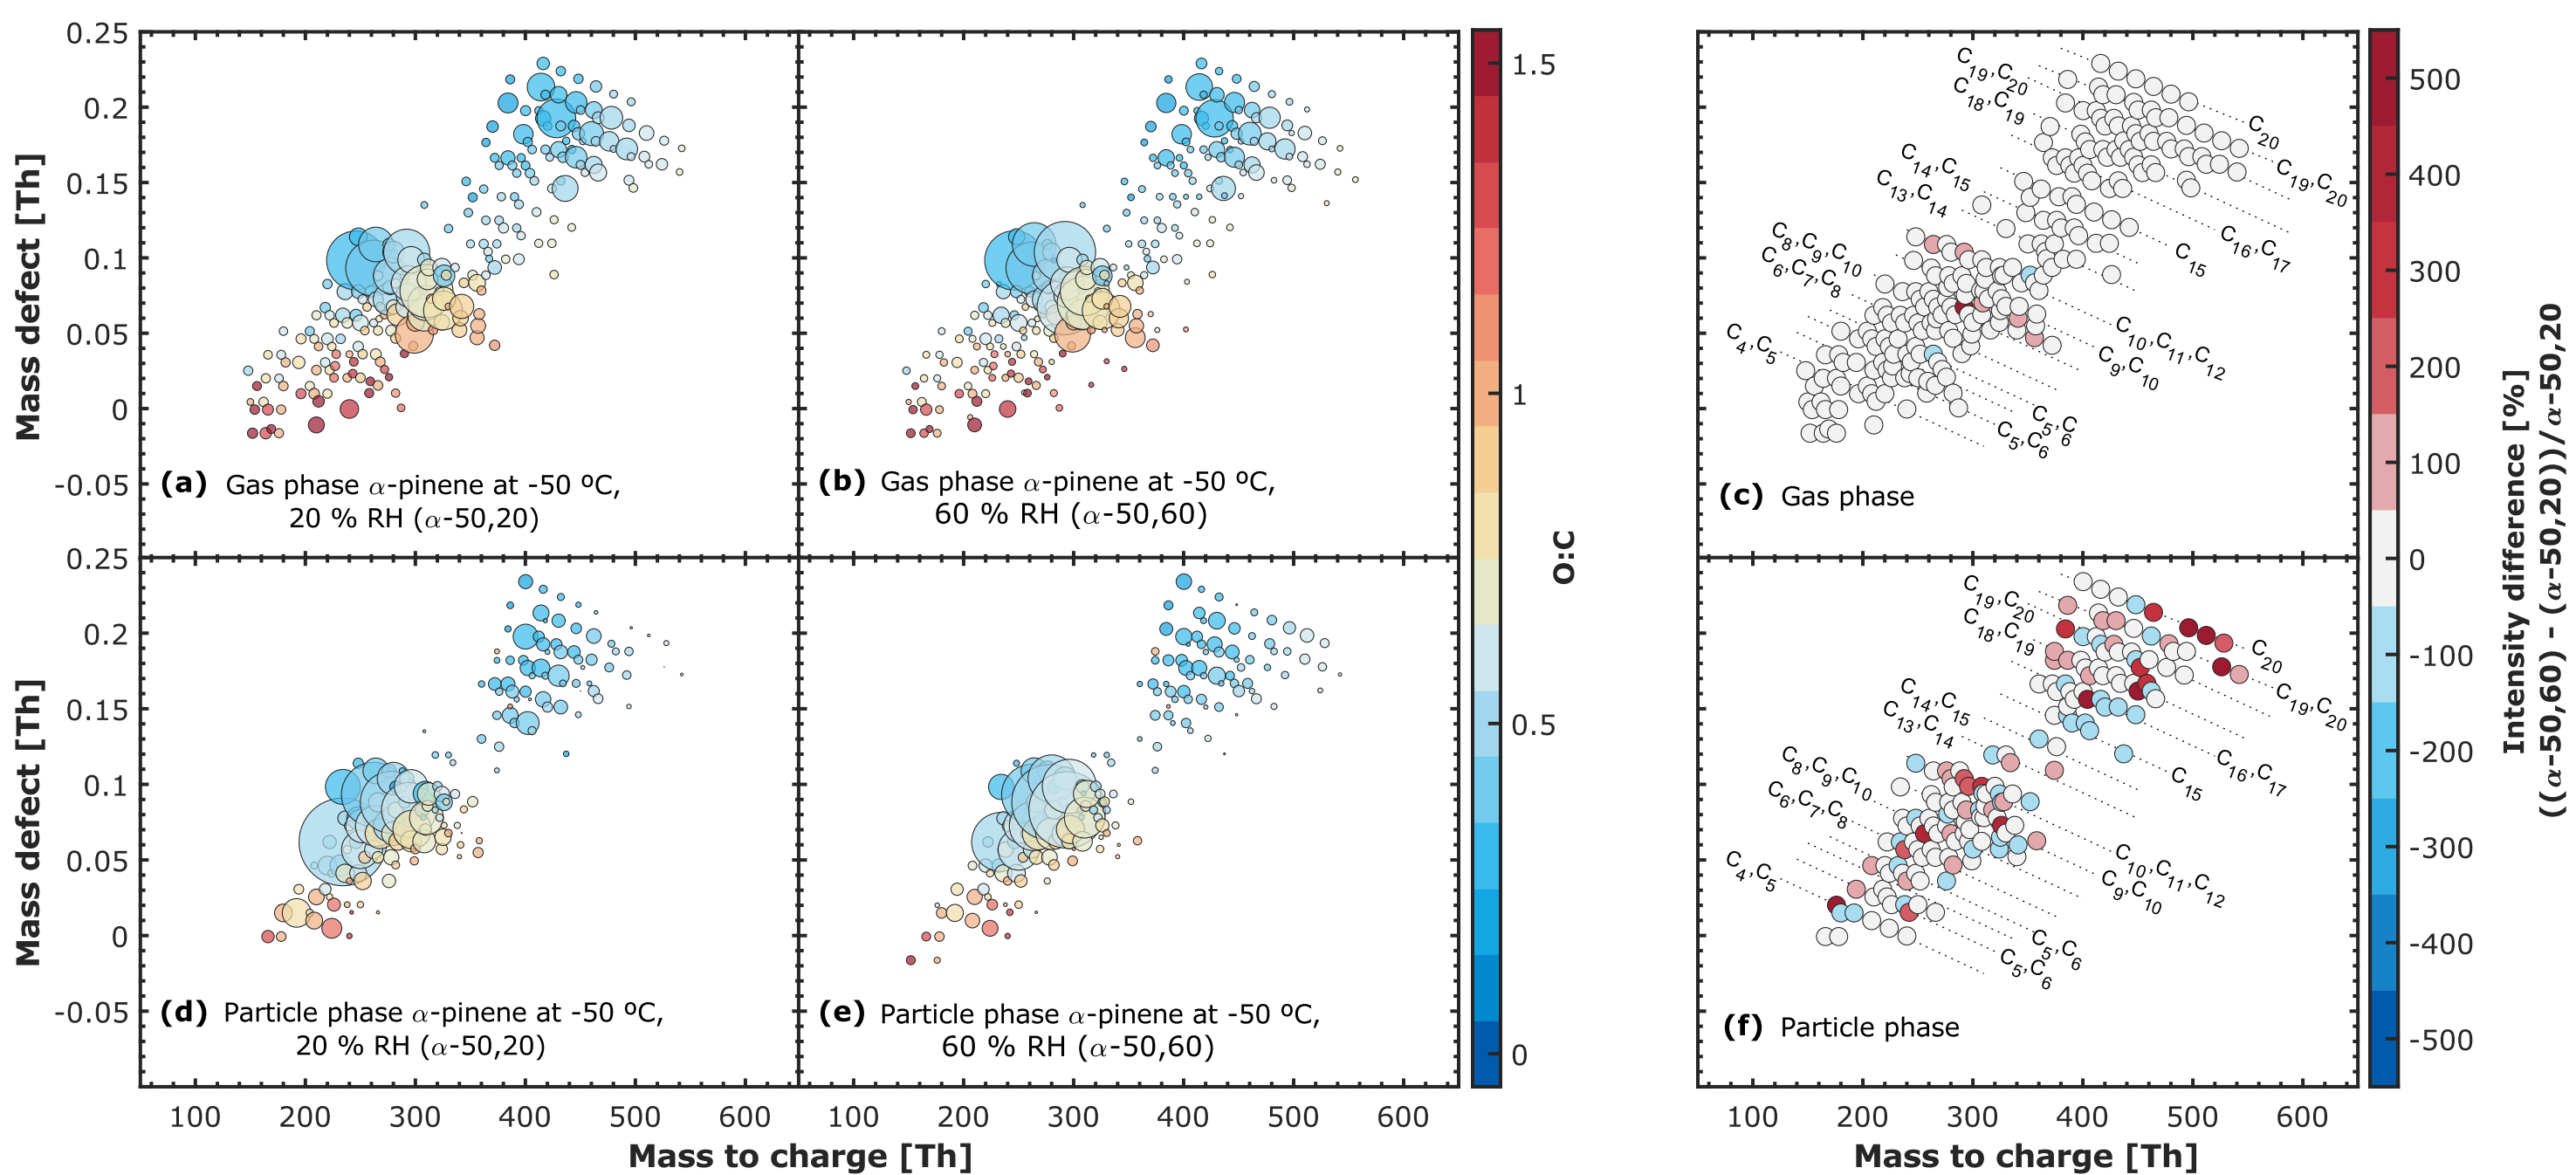 Mass defect [Th]
0.25
0.2
0.15
0.1
0.05
0
-0.05
(a) Gas phase α-pinene at -50 ºC,
20 % RH (α-50,20)
(b) Gas phase α-pinene at -50 ºC,
60 % RH (α-50,60)
Mass defect [Th]
0.25
0.2
0.15
0.1
0.05
0
-0.05
(d) Particle phase α-pinene at -50 ºC,
20 % RH (α-50,20)
(e) Particle phase α-pinene at -50 ºC,
60 % RH (α-50,60)
100 200 300 400 500 600
100 200 300 400 500 600
Mass to charge [Th]
1.5
1
0.5
0
O:C
C19,C20
C18,C19
C14,C15
C13,C14
C8,C9,C10
C6,C7,C8
C4,C5
C20
C19,C20
C16,C17
C15
C10,C11,C12
C9,C10
C5,C6
C5,C6
(c) Gas phase
C19,C20
C18,C19
C14,C15
C13,C14
C8,C9,C10
C6,C7,C8
C4,C5
C20
C19,C20
C16,C17
C15
C10,C11,C12
C9,C10
C5,C6
C5,C6
(f) Particle phase
100 200 300 400 500 600
Mass to charge [Th]
500
400
300
200
100
0
-100
-200
-300
-400
-500
Intensity difference [%]
((α-50,60) - (α-50,20))/α-50,20